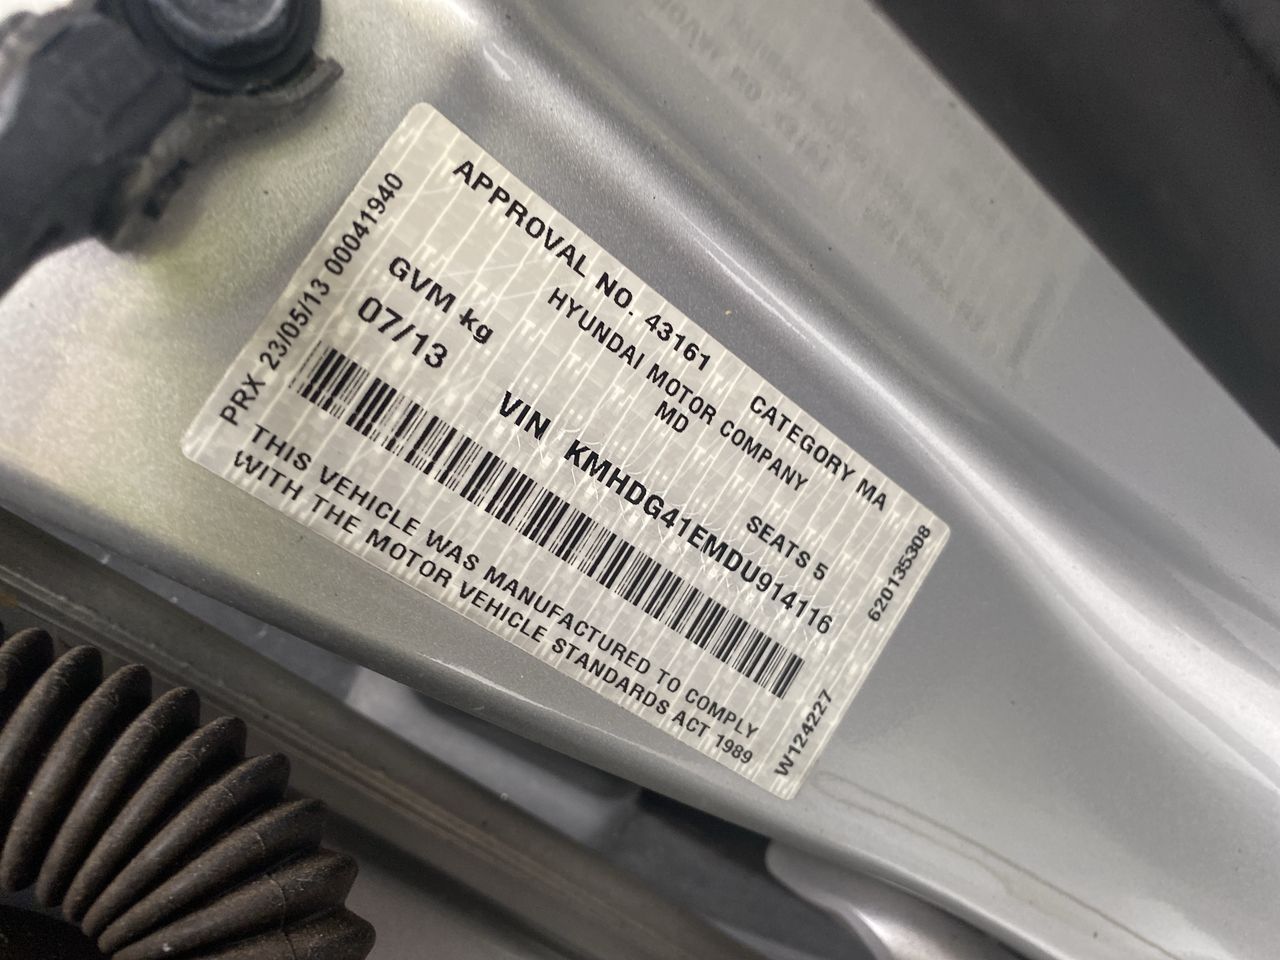 APPROVAL NO. 43161 CATEGORY MA
HYUNDAI MOTOR COMPANY
MD
GVM kg
SEATS 5
07/13
VIN KMHDG41EMDU914116
THIS VEHICLE WAS MANUFACTURED TO COMPLY
WITH THE MOTOR VEHICLE STANDARDS ACT 1989
PRX 23/05/13 00041940
620135308
W124227